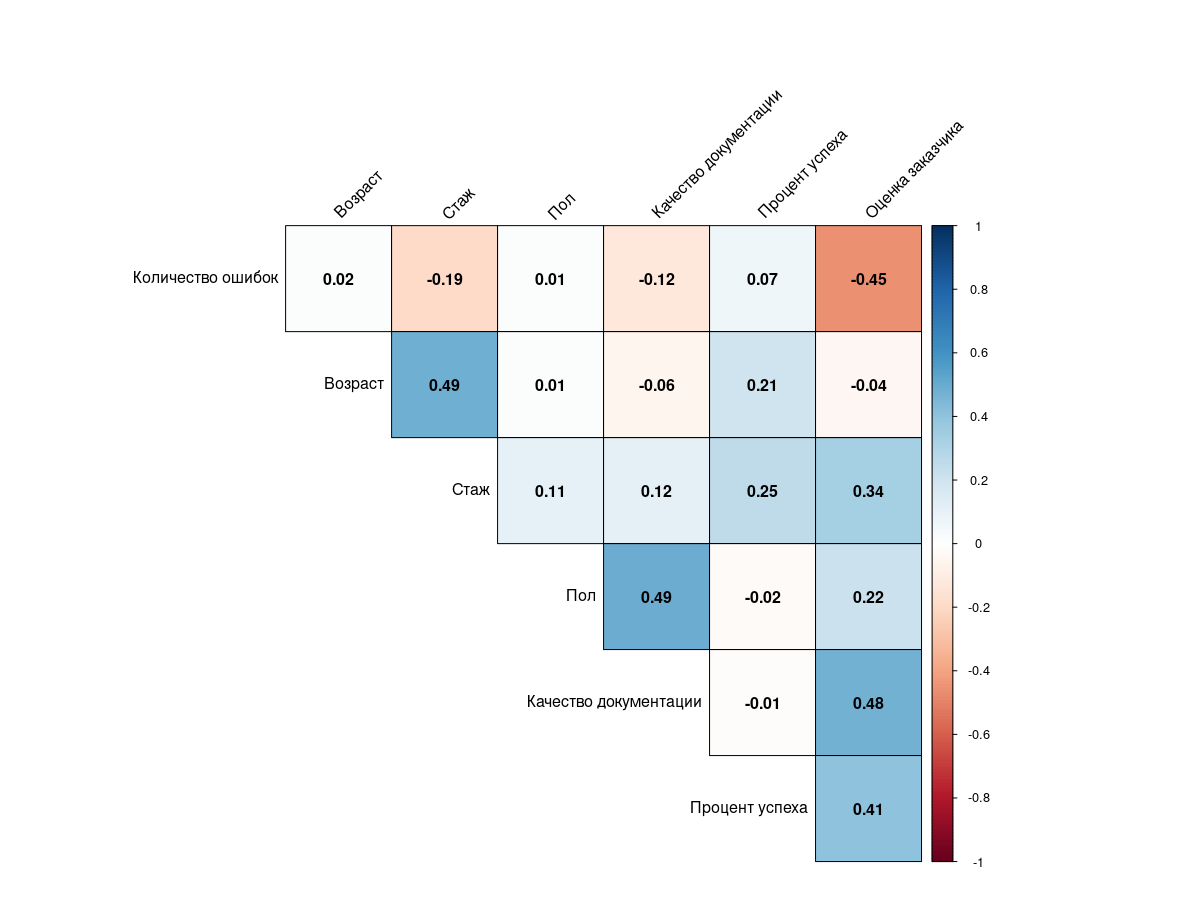 Возраст
Стаж
Пол
Качество документации
Процент успеха
Оценка заказчика
Количество ошибок 0.02 -0.19 0.01 -0.12 0.07 -0.45
Возраст 0.49 0.01 -0.06 0.21 -0.04
Стаж 0.11 0.12 0.25 0.34
Пол 0.49 -0.02 0.22
Качество документации -0.01 0.48
Процент успеха 0.41
1
0.8
0.6
0.4
0.2
0
-0.2
-0.4
-0.6
-0.8
-1